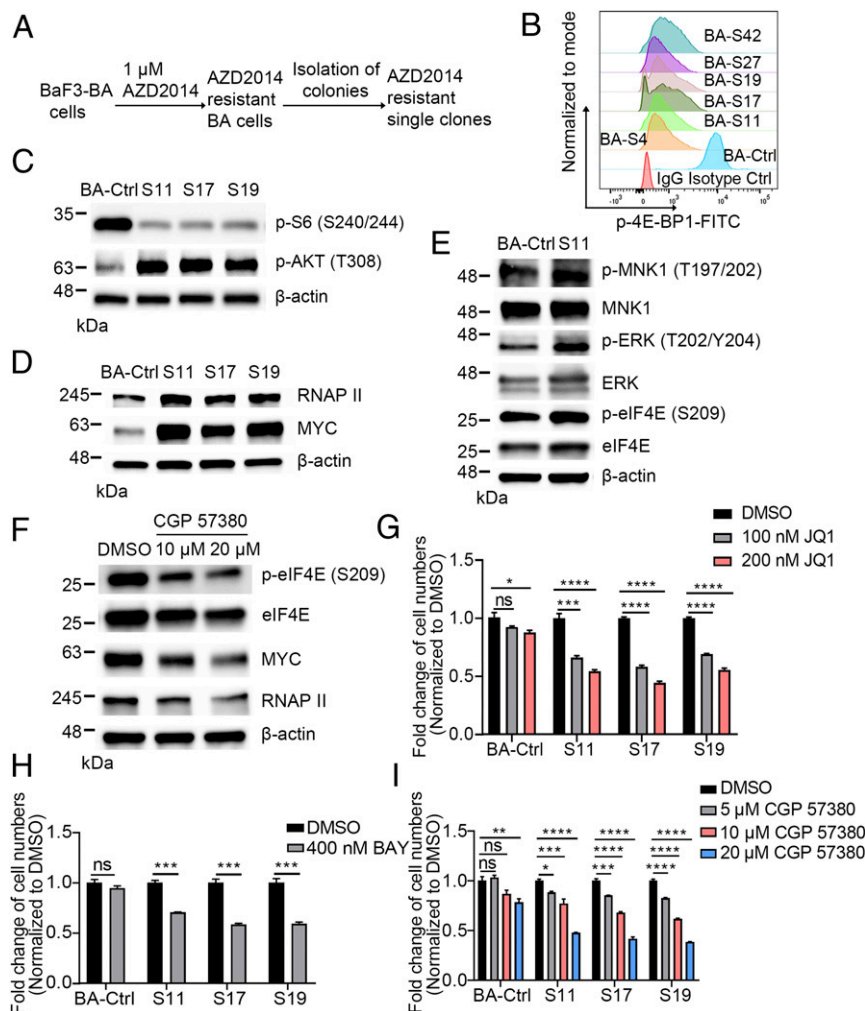 A
BaF3-BA
cells
1 µM
AZD2014
AZD2014
resistant
BA cells
Isolation of
colonies
AZD2014
resistant
single clones
B
Normalized to mode
BA-S42
BA-S27
BA-S19
BA-S17
BA-S11
BA-S4
BA-Ctrl
IgG Isotype Ctrl
-10³ 0 10³ 10⁴ 10⁵
p-4E-BP1-FITC
C
BA-Ctrl S11 S17 S19
35
p-S6 (S240/244)
63
p-AKT (T308)
48
β-actin
kDa
D
BA-Ctrl S11 S17 S19
245
RNAP II
63
MYC
48
β-actin
kDa
E
BA-Ctrl S11
48
p-MNK1 (T197/202)
48
MNK1
48
p-ERK (T202/Y204)
48
ERK
25
p-eIF4E (S209)
25
eIF4E
48
β-actin
kDa
F
CGP 57380
DMSO 10 µM 20 µM
25
p-eIF4E (S209)
25
eIF4E
63
MYC
245
RNAP II
48
β-actin
kDa
G
DMSO
100 nM JQ1
200 nM JQ1
Fold change of cell numbers
(Normalized to DMSO)
1.5
1.0
0.5
0.0
* **** **** ****
ns *** **** ****
BA-Ctrl S11 S17 S19
H
DMSO
400 nM BAY
Fold change of cell numbers
(Normalized to DMSO)
1.5
1.0
0.5
0.0
ns *** *** ***
BA-Ctrl S11 S17 S19
I
DMSO
5 µM CGP 57380
10 µM CGP 57380
20 µM CGP 57380
Fold change of cell numbers
(Normalized to DMSO)
1.5
1.0
0.5
0.0
** **** **** ****
ns *** **** ****
ns * *** ****
BA-Ctrl S11 S17 S19